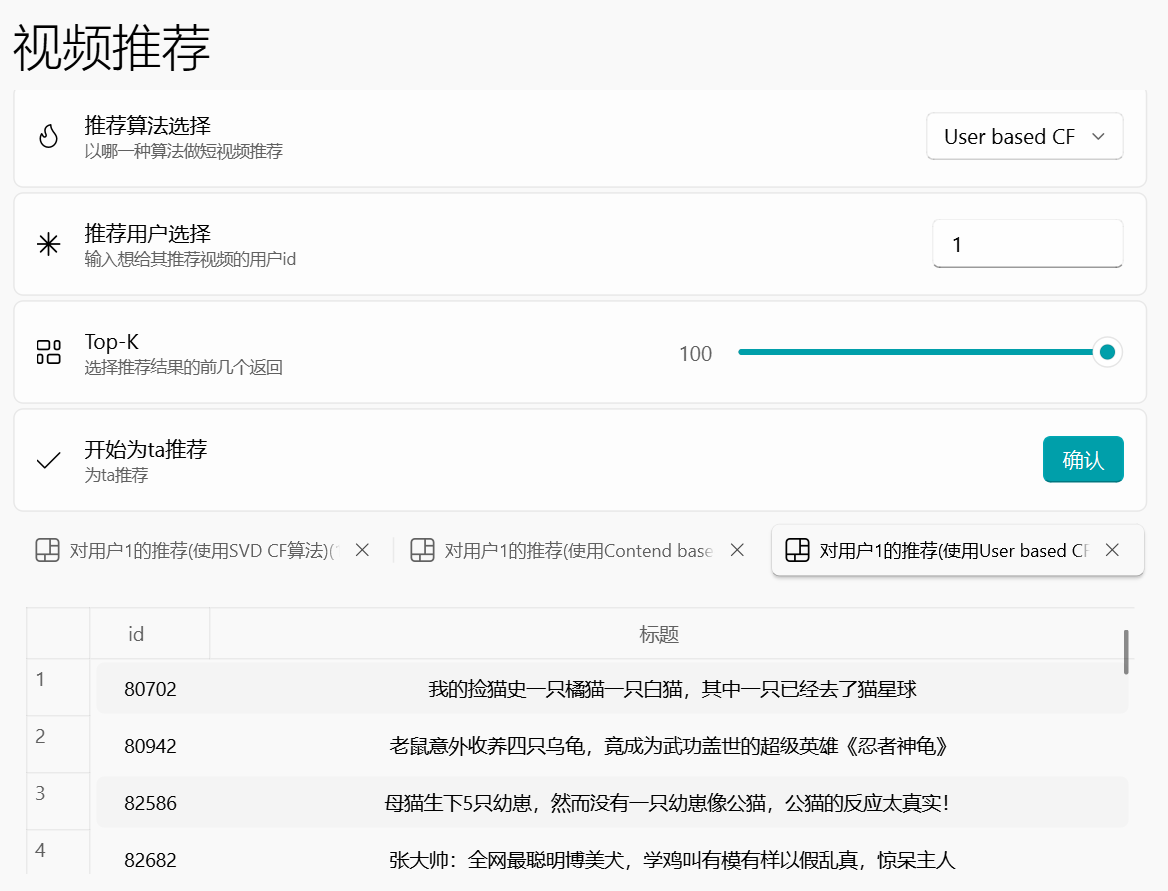 视频推荐
推荐算法选择
以哪一种算法做短视频推荐
User based CF
推荐用户选择
输入想给其推荐视频的用户id
1
Top-K
选择推荐结果的前几个返回
100
开始为ta推荐
为ta推荐
确认
对用户1的推荐(使用SVD CF算法)( 对用户1的推荐(使用Contend base 对用户1的推荐(使用User based CF
id 标题
1 80702 我的捡猫史一只橘猫一只白猫，其中一只已经去了猫星球
2 80942 老鼠意外收养四只乌龟，竟成为武功盖世的超级英雄《忍者神龟》
3 82586 母猫生下5只幼崽，然而没有一只幼崽像公猫，公猫的反应太真实！
4 82682 张大帅：全网最聪明博美犬，学鸡叫有模有样以假乱真，惊呆主人